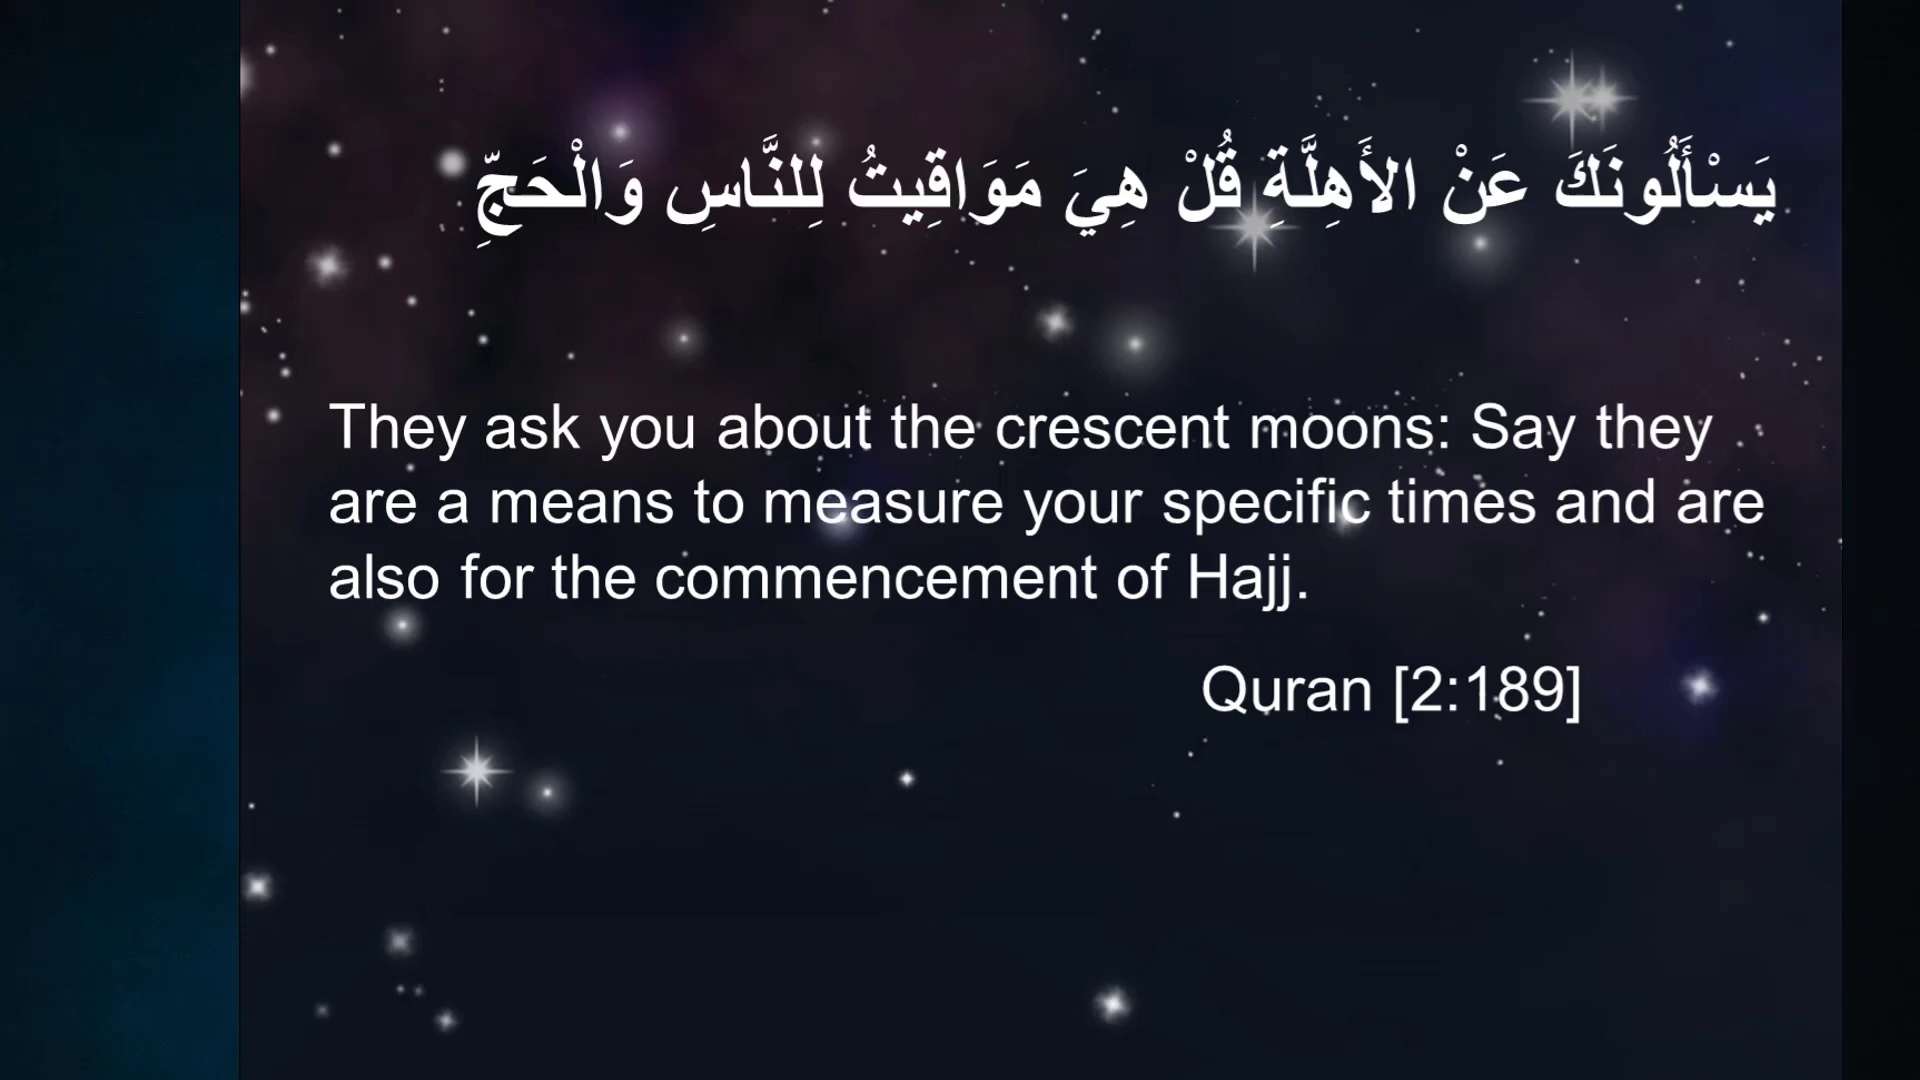 يَسْأَلُونَكَ عَنْ الأَهِلَّةِ قُلْ هِيَ مَوَاقِيتُ لِلنَّاسِ وَالْحَجِّ
They ask you about the crescent moons: Say they
are a means to measure your specific times and are
also for the commencement of Hajj.
Quran [2:189]